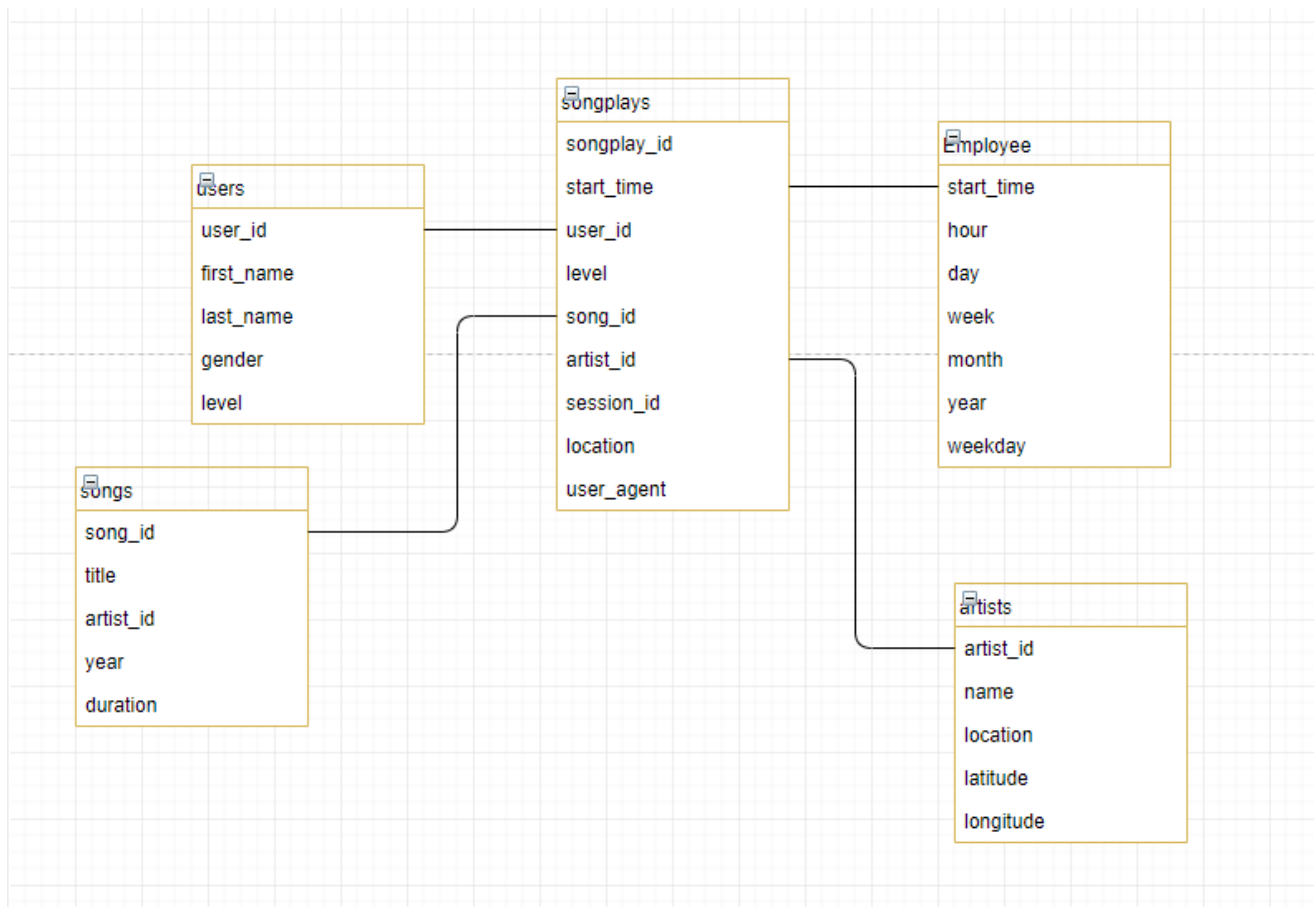 songplays
songplay_id
start_time
user_id
level
song_id
artist_id
session_id
location
user_agent
Employee
start_time
hour
day
week
month
year
weekday
users
user_id
first_name
last_name
gender
level
songs
song_id
title
artist_id
year
duration
artists
artist_id
name
location
latitude
longitude